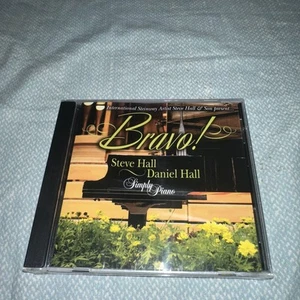 International Steinway Artist Steve Hall & Son present
Bravo!
Steve Hall
Daniel Hall
Simply
Piano